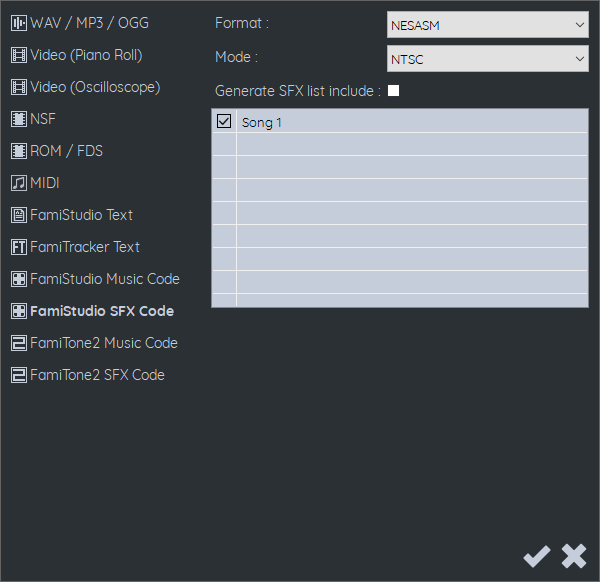 WAV / MP3 / OGG
Video (Piano Roll)
Video (Oscilloscope)
NSF
ROM / FDS
MIDI
FamiStudio Text
FT FamiTracker Text
FamiStudio Music Code
FamiStudio SFX Code
FamiTone2 Music Code
FamiTone2 SFX Code
Format : NESASM
Mode : NTSC
Generate SFX list include :
Song 1